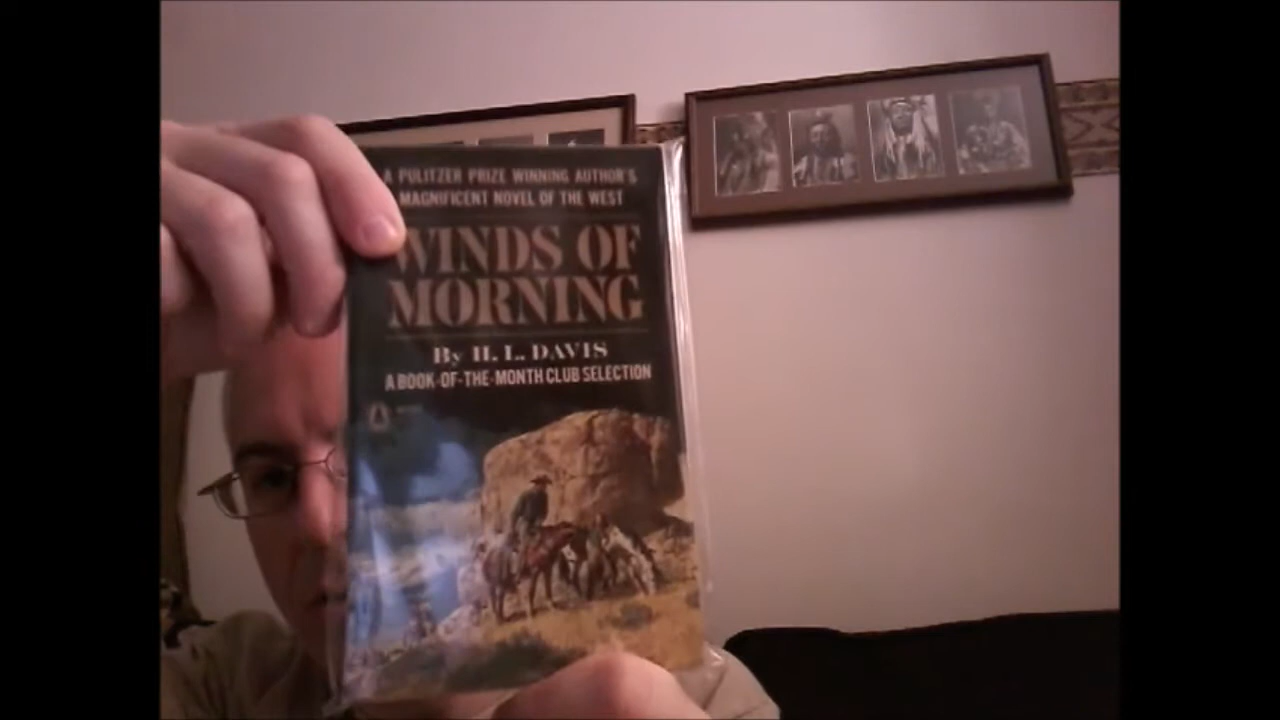 A PULITZER PRIZE WINNING AUTHOR'S
MAGNIFICENT NOVEL OF THE WEST
WINDS OF
MORNING
By H. L. DAVIS
A BOOK-OF-THE-MONTH CLUB SELECTION